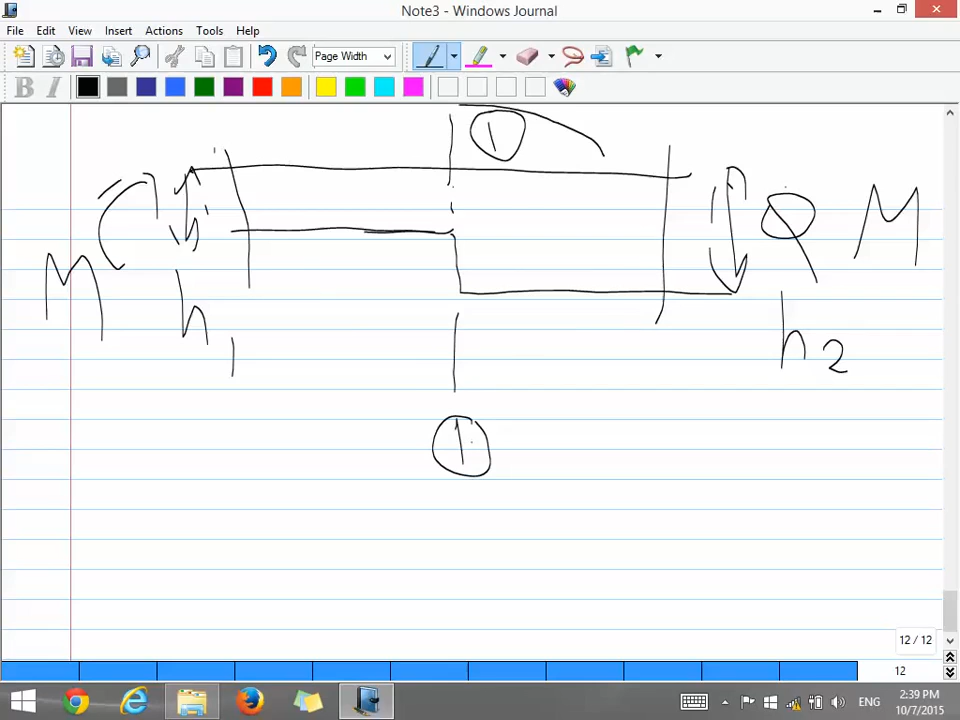 Note3 - Windows Journal
File Edit View Insert Actions Tools Help
Page Width
B I
1
M M
h1 h2
1
12 / 12
12
ENG 2:39 PM
10/7/2015